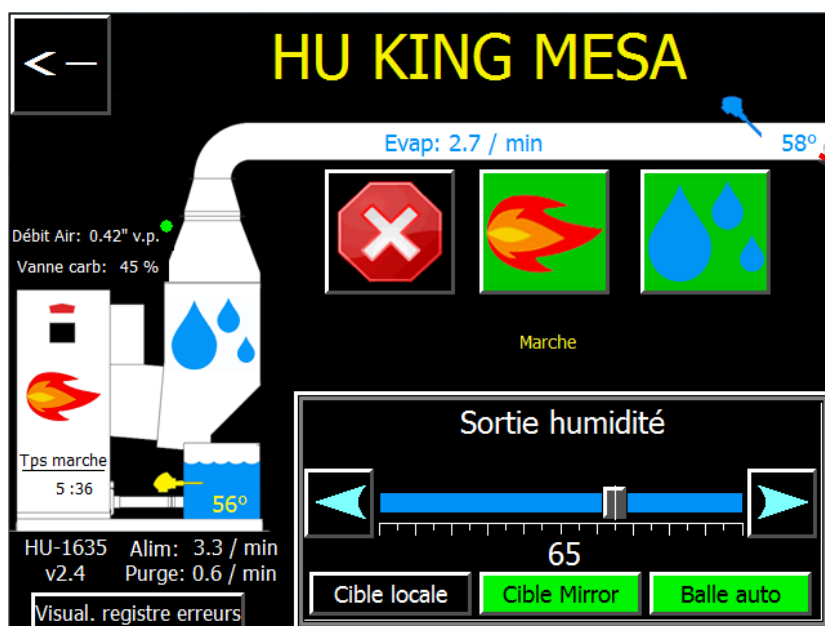 <—
HU KING MESA
Evap: 2.7 / min
58º
Débit Air: 0.42" v.p.
Vanne carb: 45 %
Marche
Sortie humidité
Tps marche
5 :36
56º
65
HU-1635
v2.4
Alim: 3.3 / min
Purge: 0.6 / min
Cible locale
Cible Mirror
Balle auto
Visual. registre erreurs